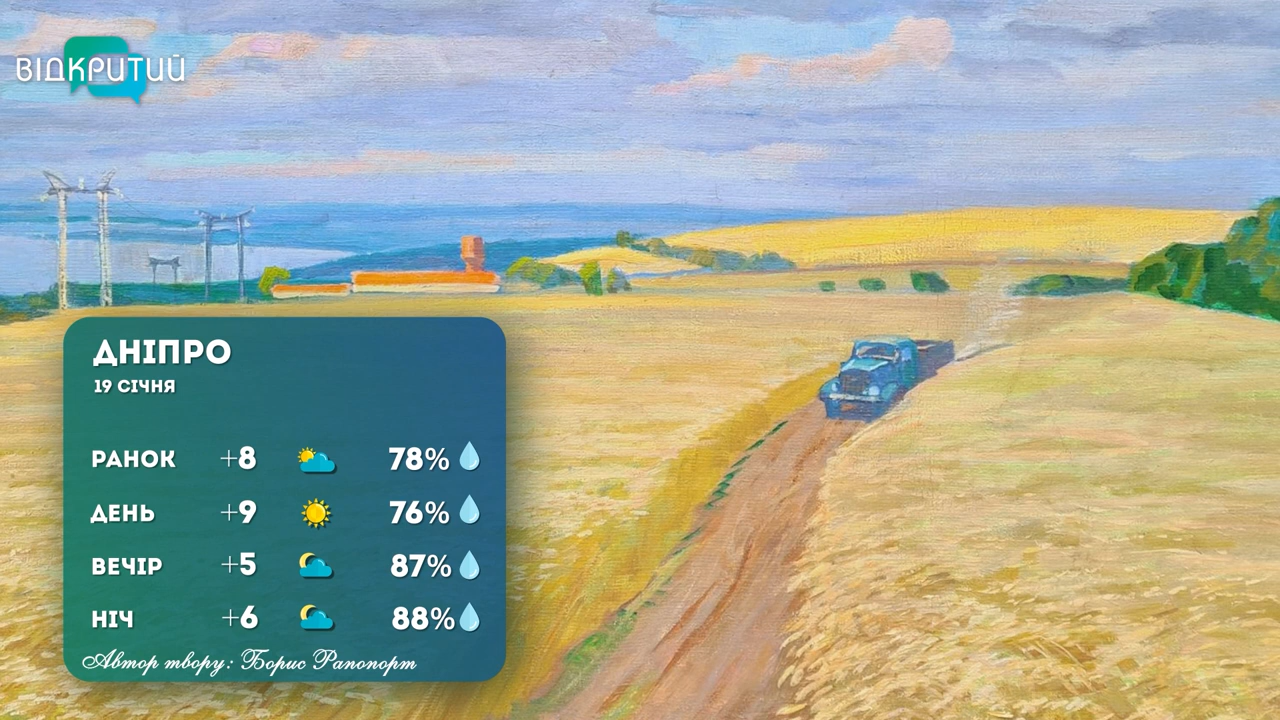 ВІДКРИТИЙ
ДНІПРО
19 СІЧНЯ
РАНОК +8 78%
ДЕНЬ +9 76%
ВЕЧІР +5 87%
НІЧ +6 88%
Автор твору: Борис Рапопорт